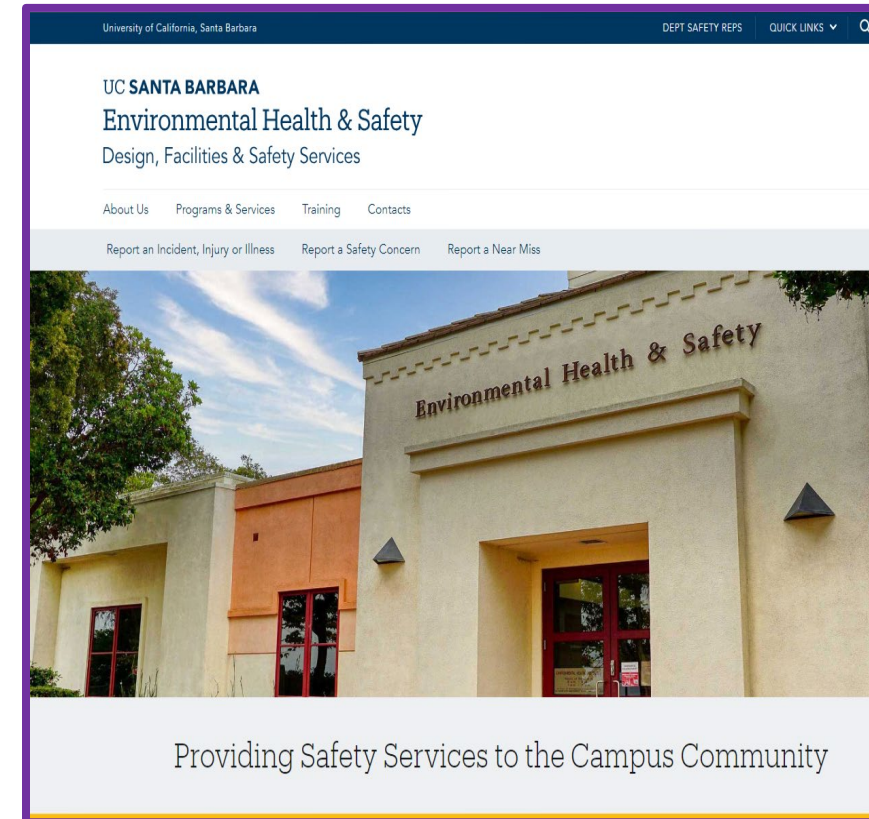 University of California, Santa Barbara
DEPT SAFETY REPS
QUICK LINKS
UC SANTA BARBARA
Environmental Health & Safety
Design, Facilities & Safety Services
About Us Programs & Services Training Contacts
Report an Incident, Injury or Illness Report a Safety Concern Report a Near Miss
Environmental Health & Safety
Providing Safety Services to the Campus Community